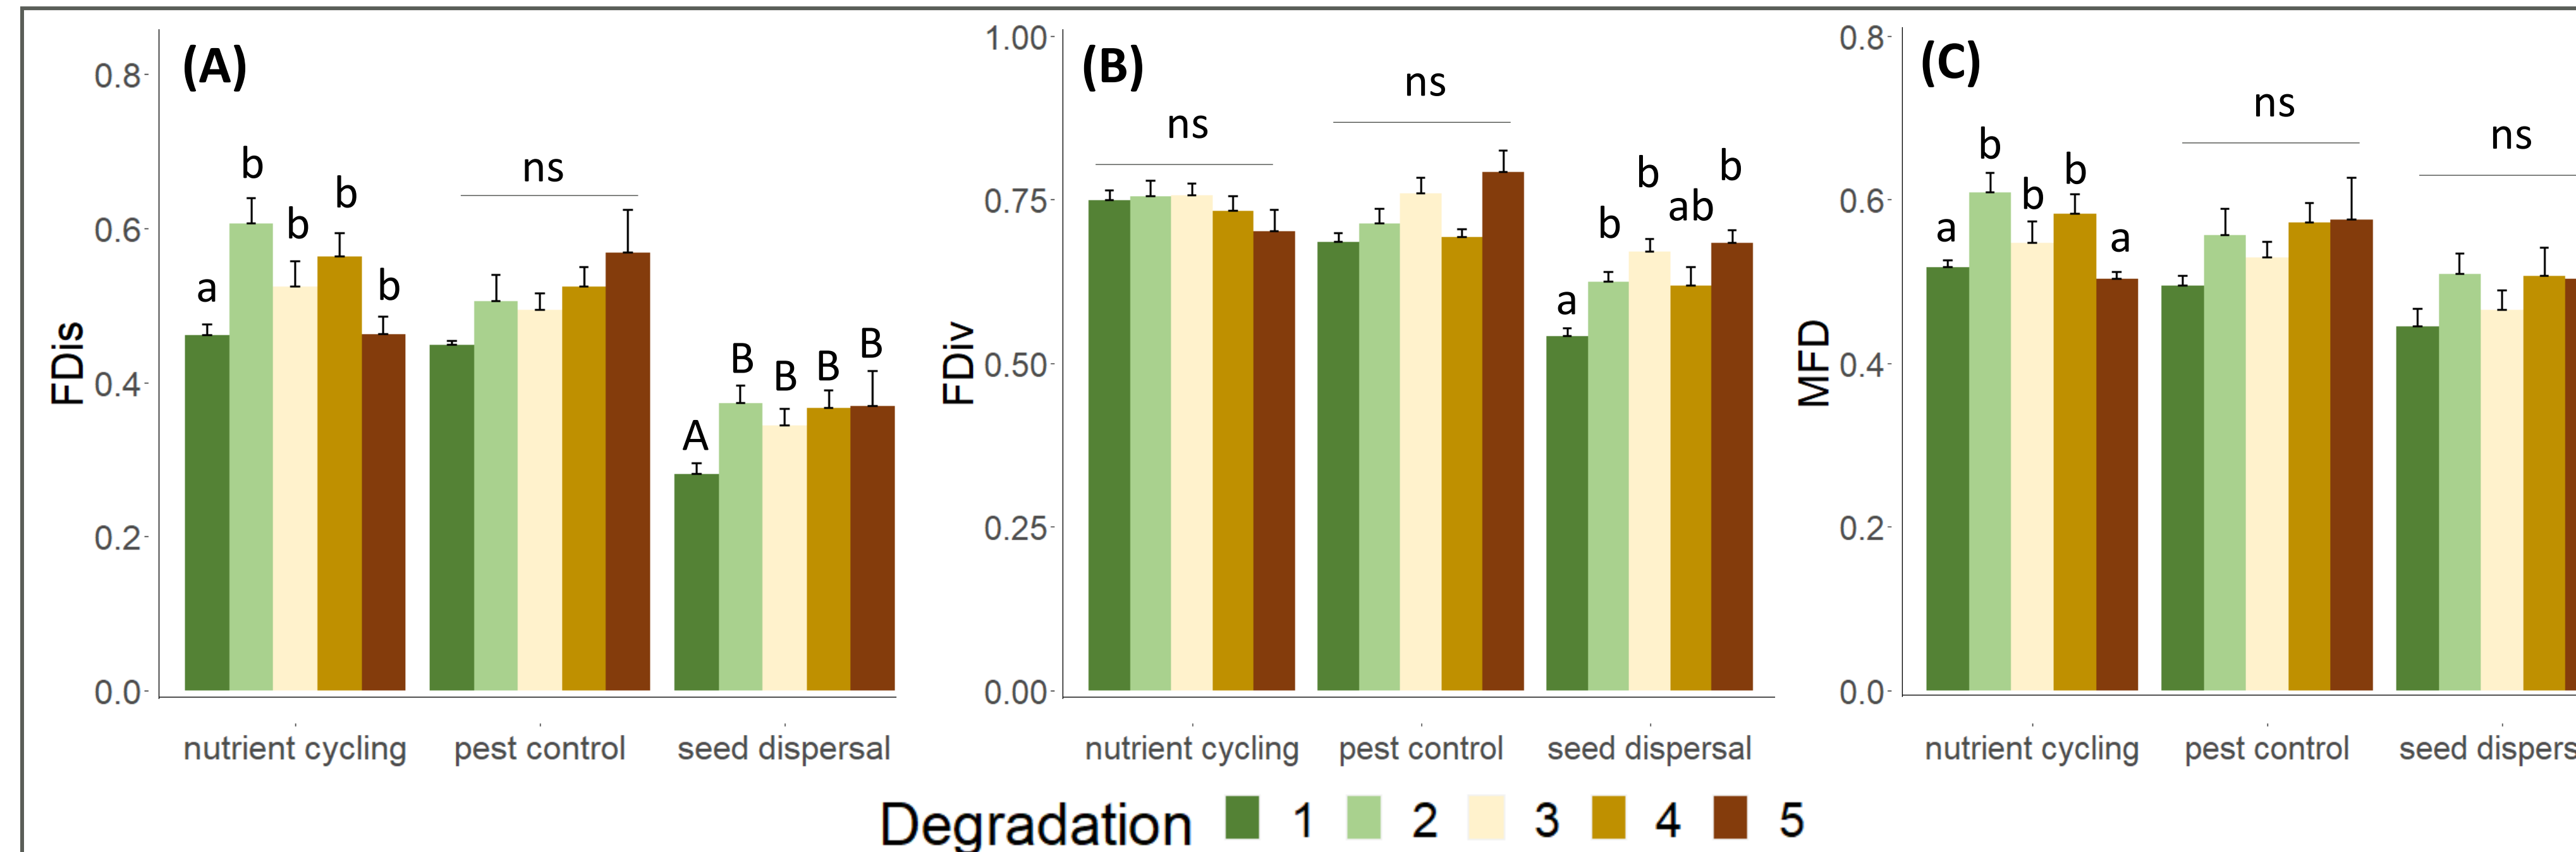 (A)
0.8
0.6
0.4
0.2
0.0
FDis
a b b b b
ns
A B B B B
nutrient cycling pest control seed dispersal
(B)
1.00
0.75
0.50
0.25
0.00
FDiv
ns
ns
a b b ab b
nutrient cycling pest control seed dispersal
(C)
0.8
0.6
0.4
0.2
0.0
MFD
a b b b a
ns
ns
nutrient cycling pest control seed dispers
Degradation 1 2 3 4 5